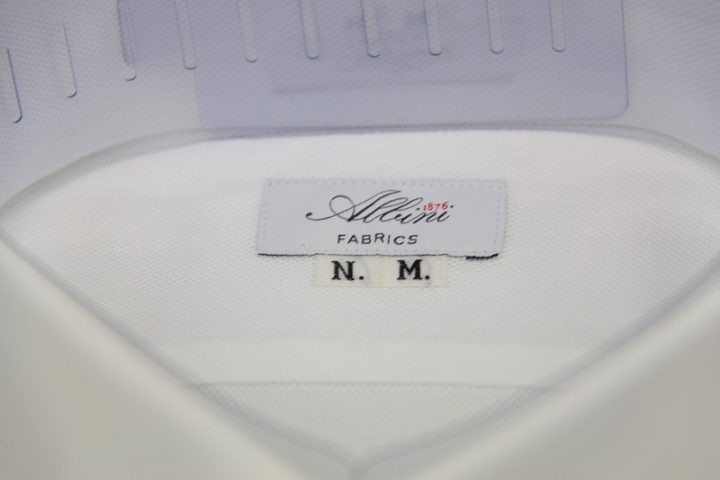 Albini 1876
FABRICS
N. M.